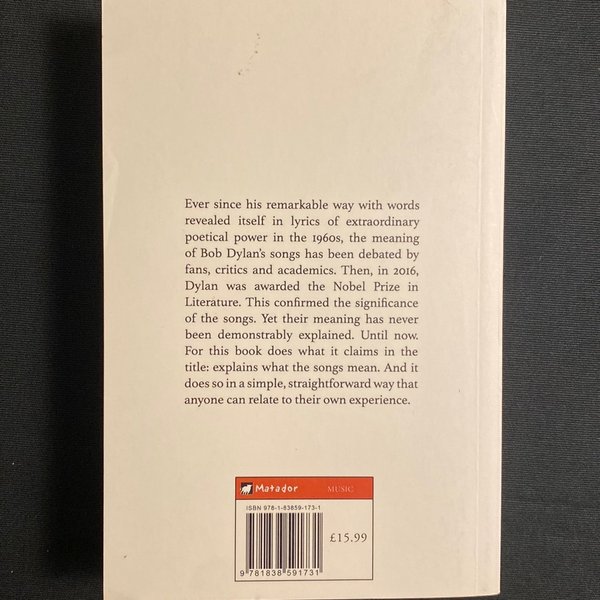 Ever since his remarkable way with words
revealed itself in lyrics of extraordinary
poetical power in the 1960s, the meaning
of Bob Dylan's songs has been debated by
fans, critics and academics. Then, in 2016,
Dylan was awarded the Nobel Prize in
Literature. This confirmed the significance
of the songs. Yet their meaning has never
been demonstrably explained. Until now.
For this book does what it claims in the
title: explains what the songs mean. And it
does so in a simple, straightforward way that
anyone can relate to their own experience.
Matador MUSIC
ISBN 978-1-83859-173-1
£15.99
9 781838 591731